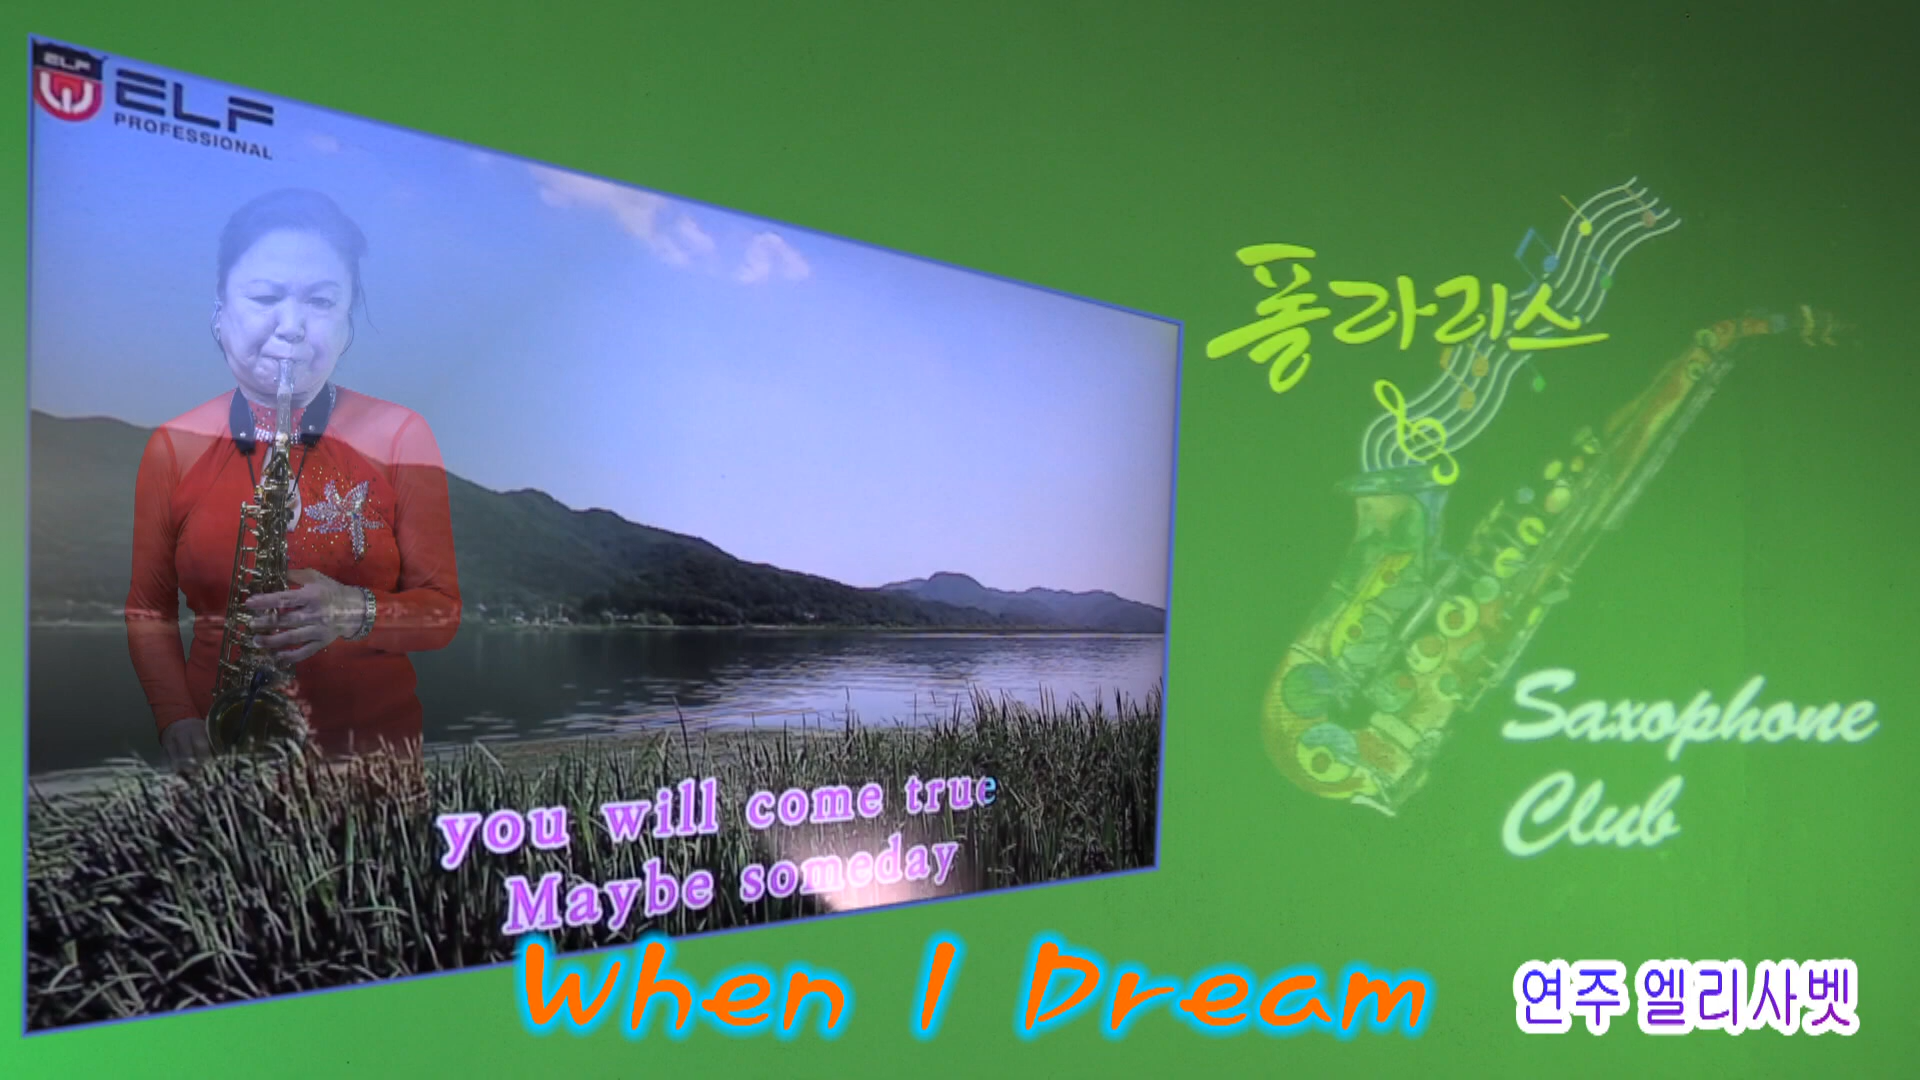 ELF
ELF
PROFESSIONAL
폴라리스
Saxophone
Club
you will come true
Maybe someday
When I Dream
연주 엘리사벳